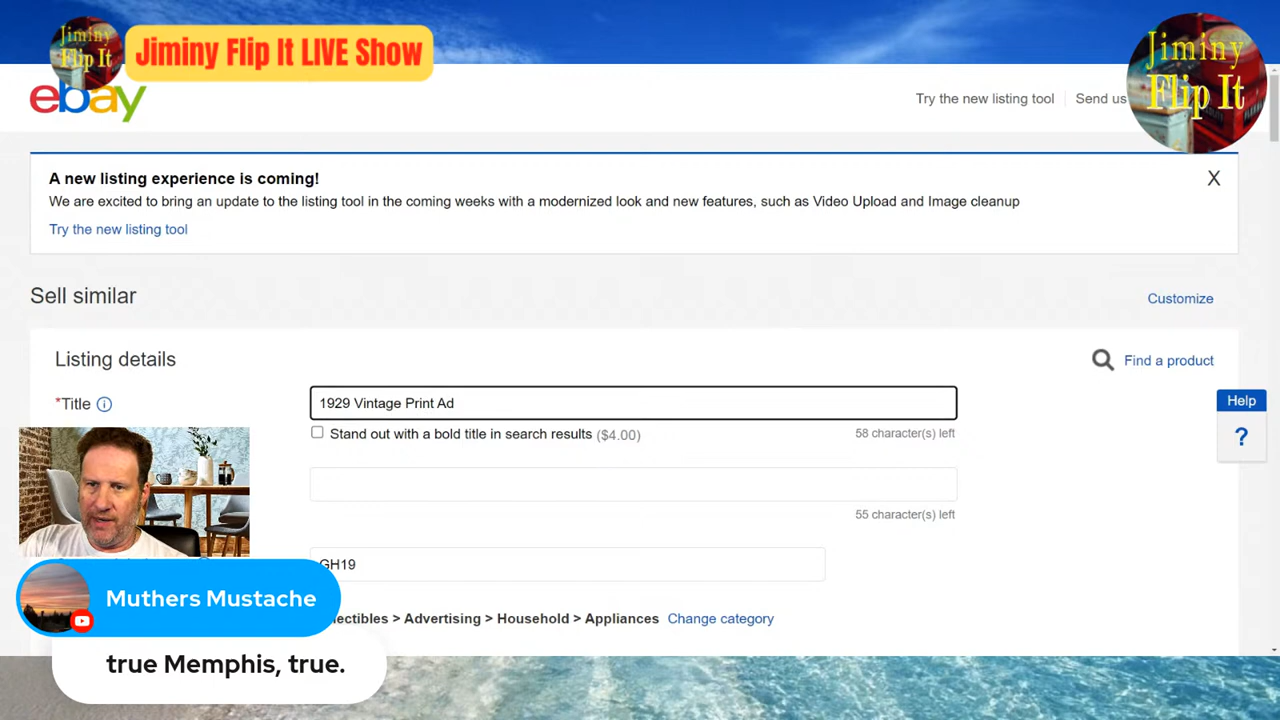 Jiminy
Flip It
Jiminy Flip It LIVE Show
Jiminy
Flip It
ebay
Try the new listing tool
Send us
A new listing experience is coming!
X
We are excited to bring an update to the listing tool in the coming weeks with a modernized look and new features, such as Video Upload and Image cleanup
Try the new listing tool
Sell similar
Customize
Listing details
Find a product
*Title
1929 Vintage Print Ad
Help
?
Stand out with a bold title in search results ($4.00)
58 character(s) left
55 character(s) left
GH19
Muthers Mustache
> Advertising > Household > Appliances
Change category
true Memphis, true.